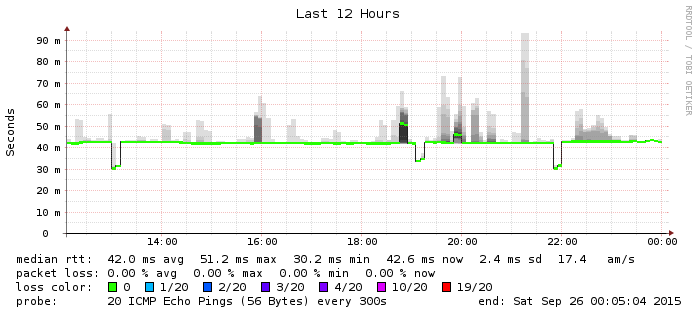 Last 12 Hours
RRDTOOL / TOBI OETIKER
Seconds
90 m
80 m
70 m
60 m
50 m
40 m
30 m
20 m
10 m
0
14:00 16:00 18:00 20:00 22:00 00:00
median rtt: 42.0 ms avg 51.2 ms max 30.2 ms min 42.6 ms now 2.4 ms sd 17.4 am/s
packet loss: 0.00 % avg 0.00 % max 0.00 % min 0.00 % now
loss color: 0 1/20 2/20 3/20 4/20 10/20 19/20
probe: 20 ICMP Echo Pings (56 Bytes) every 300s end: Sat Sep 26 00:05:04 2015